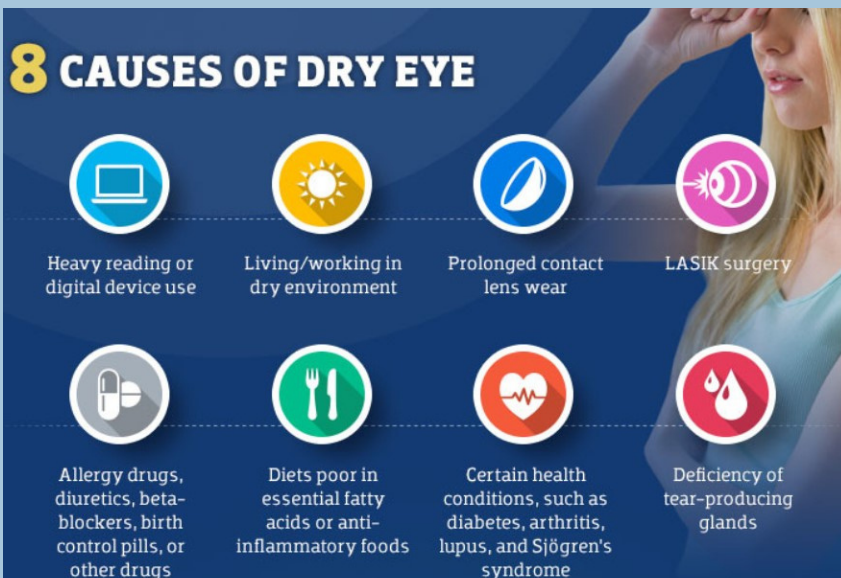 8 CAUSES OF DRY EYE
Heavy reading or
digital device use
Living/working in
dry environment
Prolonged contact
lens wear
LASIK surgery
Allergy drugs,
diuretics, beta-
blockers, birth
control pills, or
other drugs
Diets poor in
essential fatty
acids or anti-
inflammatory foods
Certain health
conditions, such as
diabetes, arthritis,
lupus, and Sjögren's
syndrome
Deficiency of
tear-producing
glands